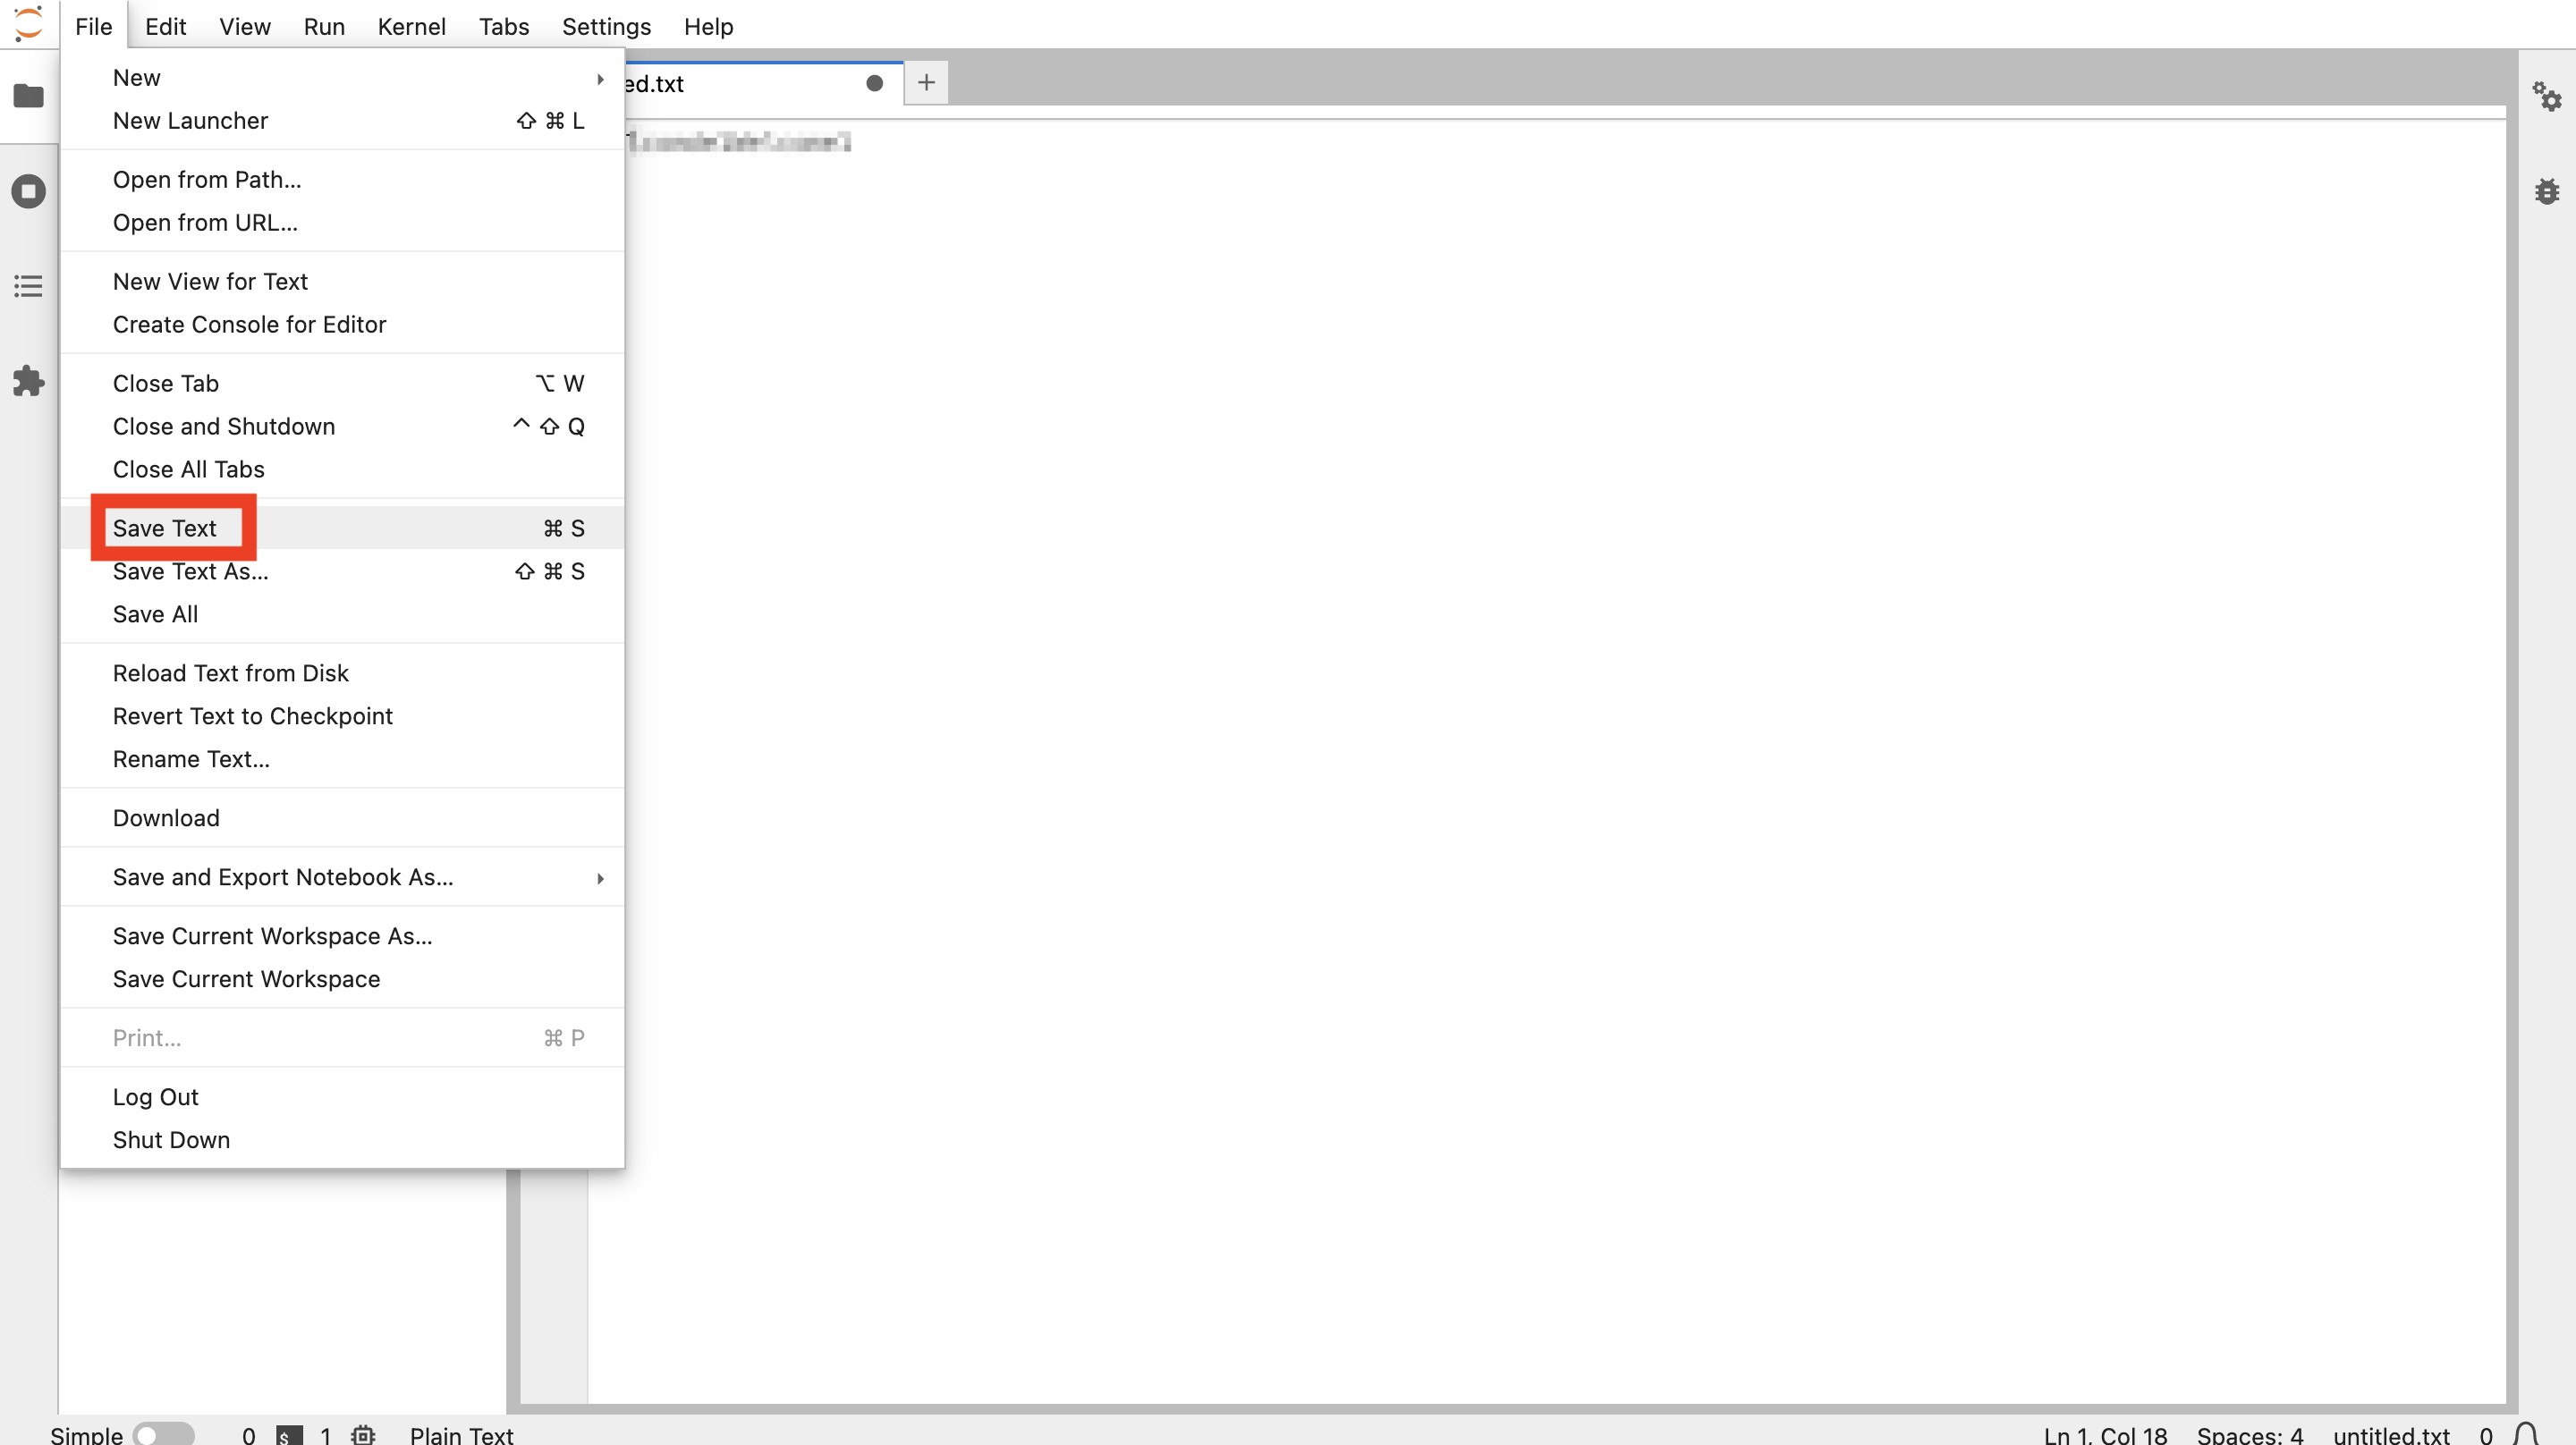 File Edit View Run Kernel Tabs Settings Help
ed.txt
New
New Launcher ⇧ ⌘ L
Open from Path...
Open from URL...
New View for Text
Create Console for Editor
Close Tab ⌥ W
Close and Shutdown ^ ⇧ Q
Close All Tabs
Save Text ⌘ S
Save Text As... ⇧ ⌘ S
Save All
Reload Text from Disk
Revert Text to Checkpoint
Rename Text...
Download
Save and Export Notebook As...
Save Current Workspace As...
Save Current Workspace
Print... ⌘ P
Log Out
Shut Down
Simple 0 $ 1 Plain Text Ln 1, Col 18 Spaces: 4 untitled.txt 0